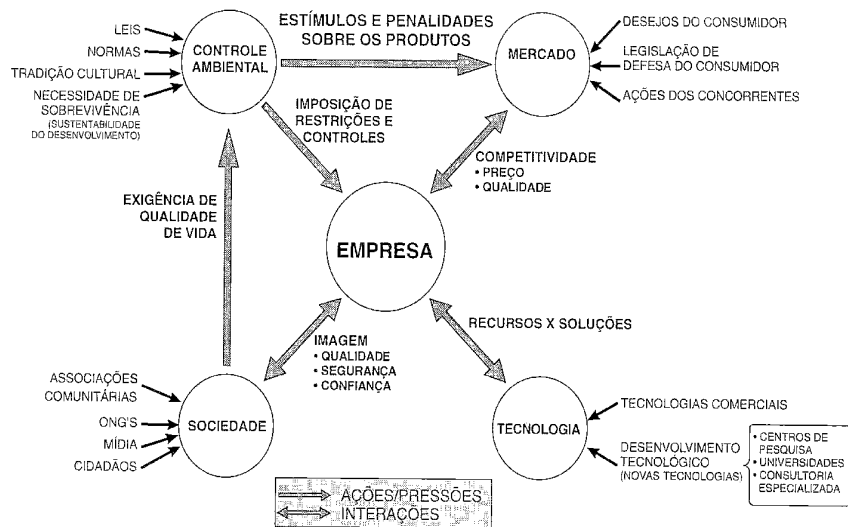 LEIS
NORMAS
TRADIÇÃO CULTURAL
NECESSIDADE DE
SOBREVIVÊNCIA
(SUSTENTABILIDADE
DO DESENVOLVIMENTO)
CONTROLE
AMBIENTAL
ESTÍMULOS E PENALIDADES
SOBRE OS PRODUTOS
MERCADO
DESEJOS DO CONSUMIDOR
LEGISLAÇÃO DE
DEFESA DO CONSUMIDOR
AÇÕES DOS CONCORRENTES
IMPOSIÇÃO DE
RESTRIÇÕES E
CONTROLES
COMPETITIVIDADE
• PREÇO
• QUALIDADE
EXIGÊNCIA DE
QUALIDADE
DE VIDA
EMPRESA
IMAGEM
• QUALIDADE
• SEGURANÇA
• CONFIANÇA
RECURSOS X SOLUÇÕES
ASSOCIAÇÕES
COMUNITÁRIAS
ONG'S
MÍDIA
CIDADÃOS
SOCIEDADE
TECNOLOGIA
TECNOLOGIAS COMERCIAIS
DESENVOLVIMENTO
TECNOLÓGICO
(NOVAS TECNOLOGIAS)
• CENTROS DE
PESQUISA
• UNIVERSIDADES
• CONSULTORIA
ESPECIALIZADA
AÇÕES/PRESSÕES
INTERAÇÕES